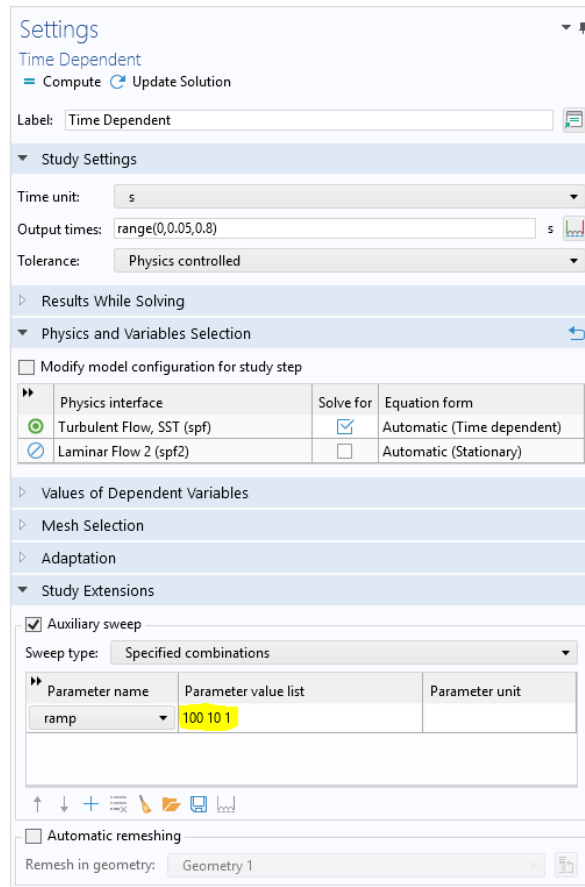 Settings
Time Dependent
= Compute Update Solution
Label: Time Dependent
Study Settings
Time unit: s
Output times: range(0,0.05,0.8) s
Tolerance: Physics controlled
Results While Solving
Physics and Variables Selection
Modify model configuration for study step
Physics interface Solve for Equation form
Turbulent Flow, SST (spf) Automatic (Time dependent)
Laminar Flow 2 (spf2) Automatic (Stationary)
Values of Dependent Variables
Mesh Selection
Adaptation
Study Extensions
Auxiliary sweep
Sweep type: Specified combinations
Parameter name Parameter value list Parameter unit
ramp 100 10 1
Automatic remeshing
Remesh in geometry: Geometry 1